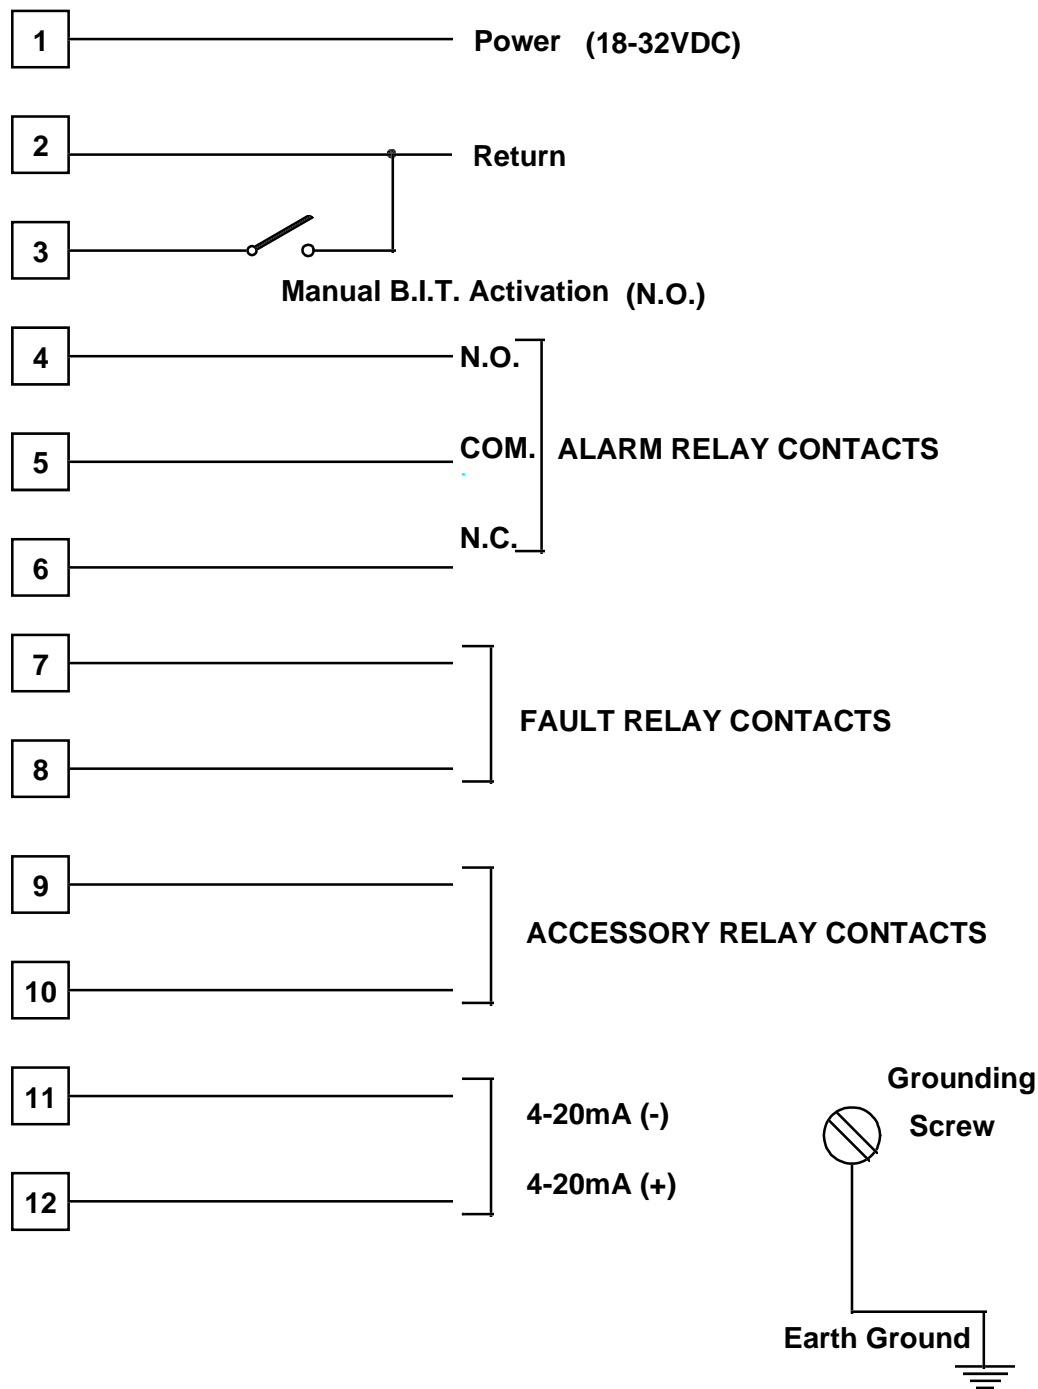 1 Power (18-32VDC)
2 Return
3
Manual B.I.T. Activation (N.O.)
4 N.O.
5 COM. ALARM RELAY CONTACTS
N.C.
6
7
FAULT RELAY CONTACTS
8
9
ACCESSORY RELAY CONTACTS
10
11 4-20mA (-)
12 4-20mA (+)
Grounding
Screw
Earth Ground